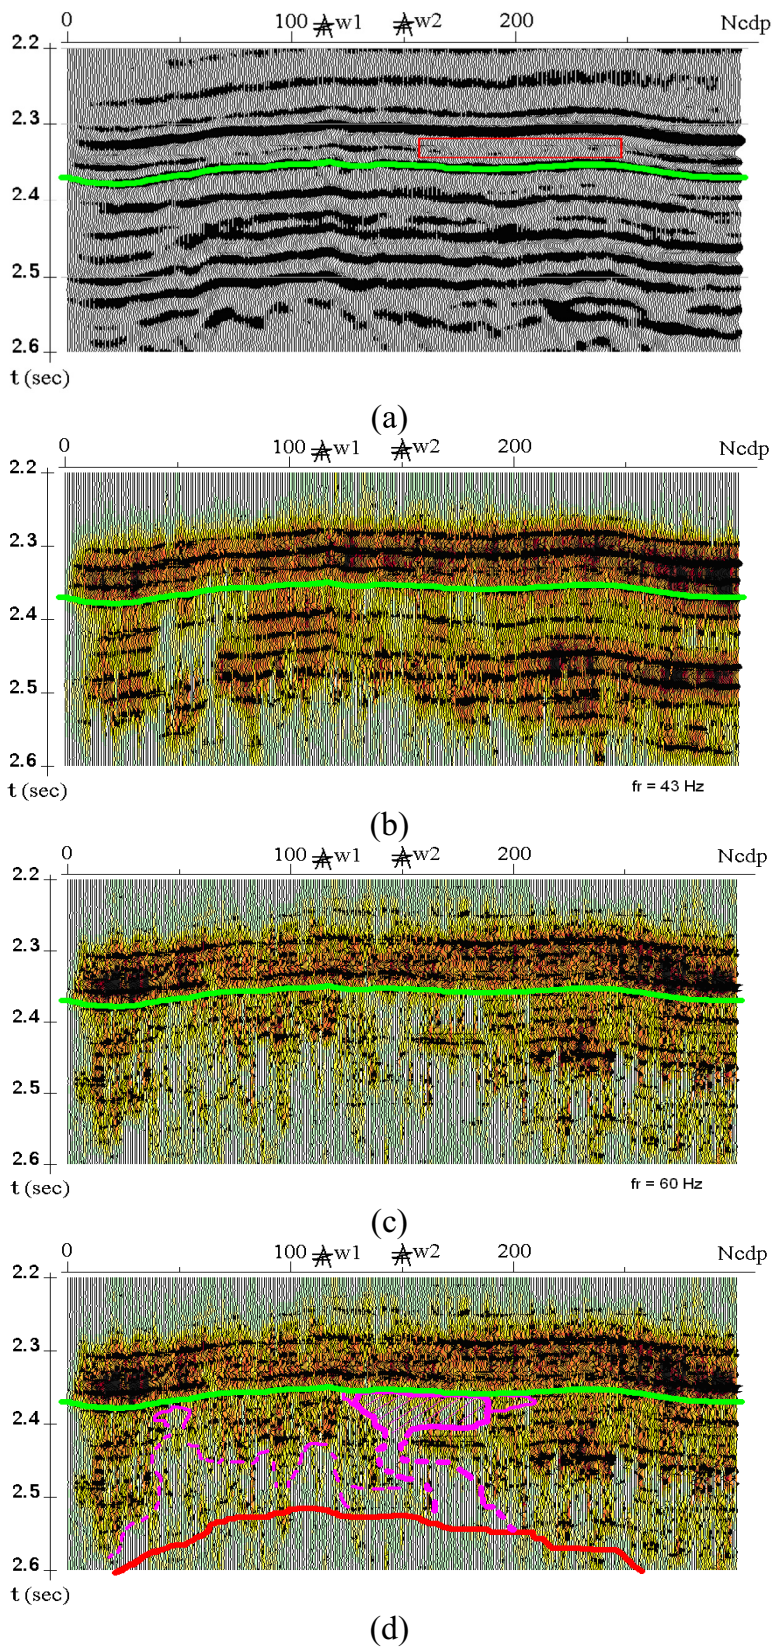 0 100 w1 w2 200 Ncdp
2.2
2.3
2.4
2.5
2.6
t (sec)
(a)
0 100 w1 w2 200 Ncdp
2.2
2.3
2.4
2.5
2.6
t (sec)
fr = 43 Hz
(b)
0 100 w1 w2 200 Ncdp
2.2
2.3
2.4
2.5
2.6
t (sec)
fr = 60 Hz
(c)
0 100 w1 w2 200 Ncdp
2.2
2.3
2.4
2.5
2.6
t (sec)
(d)